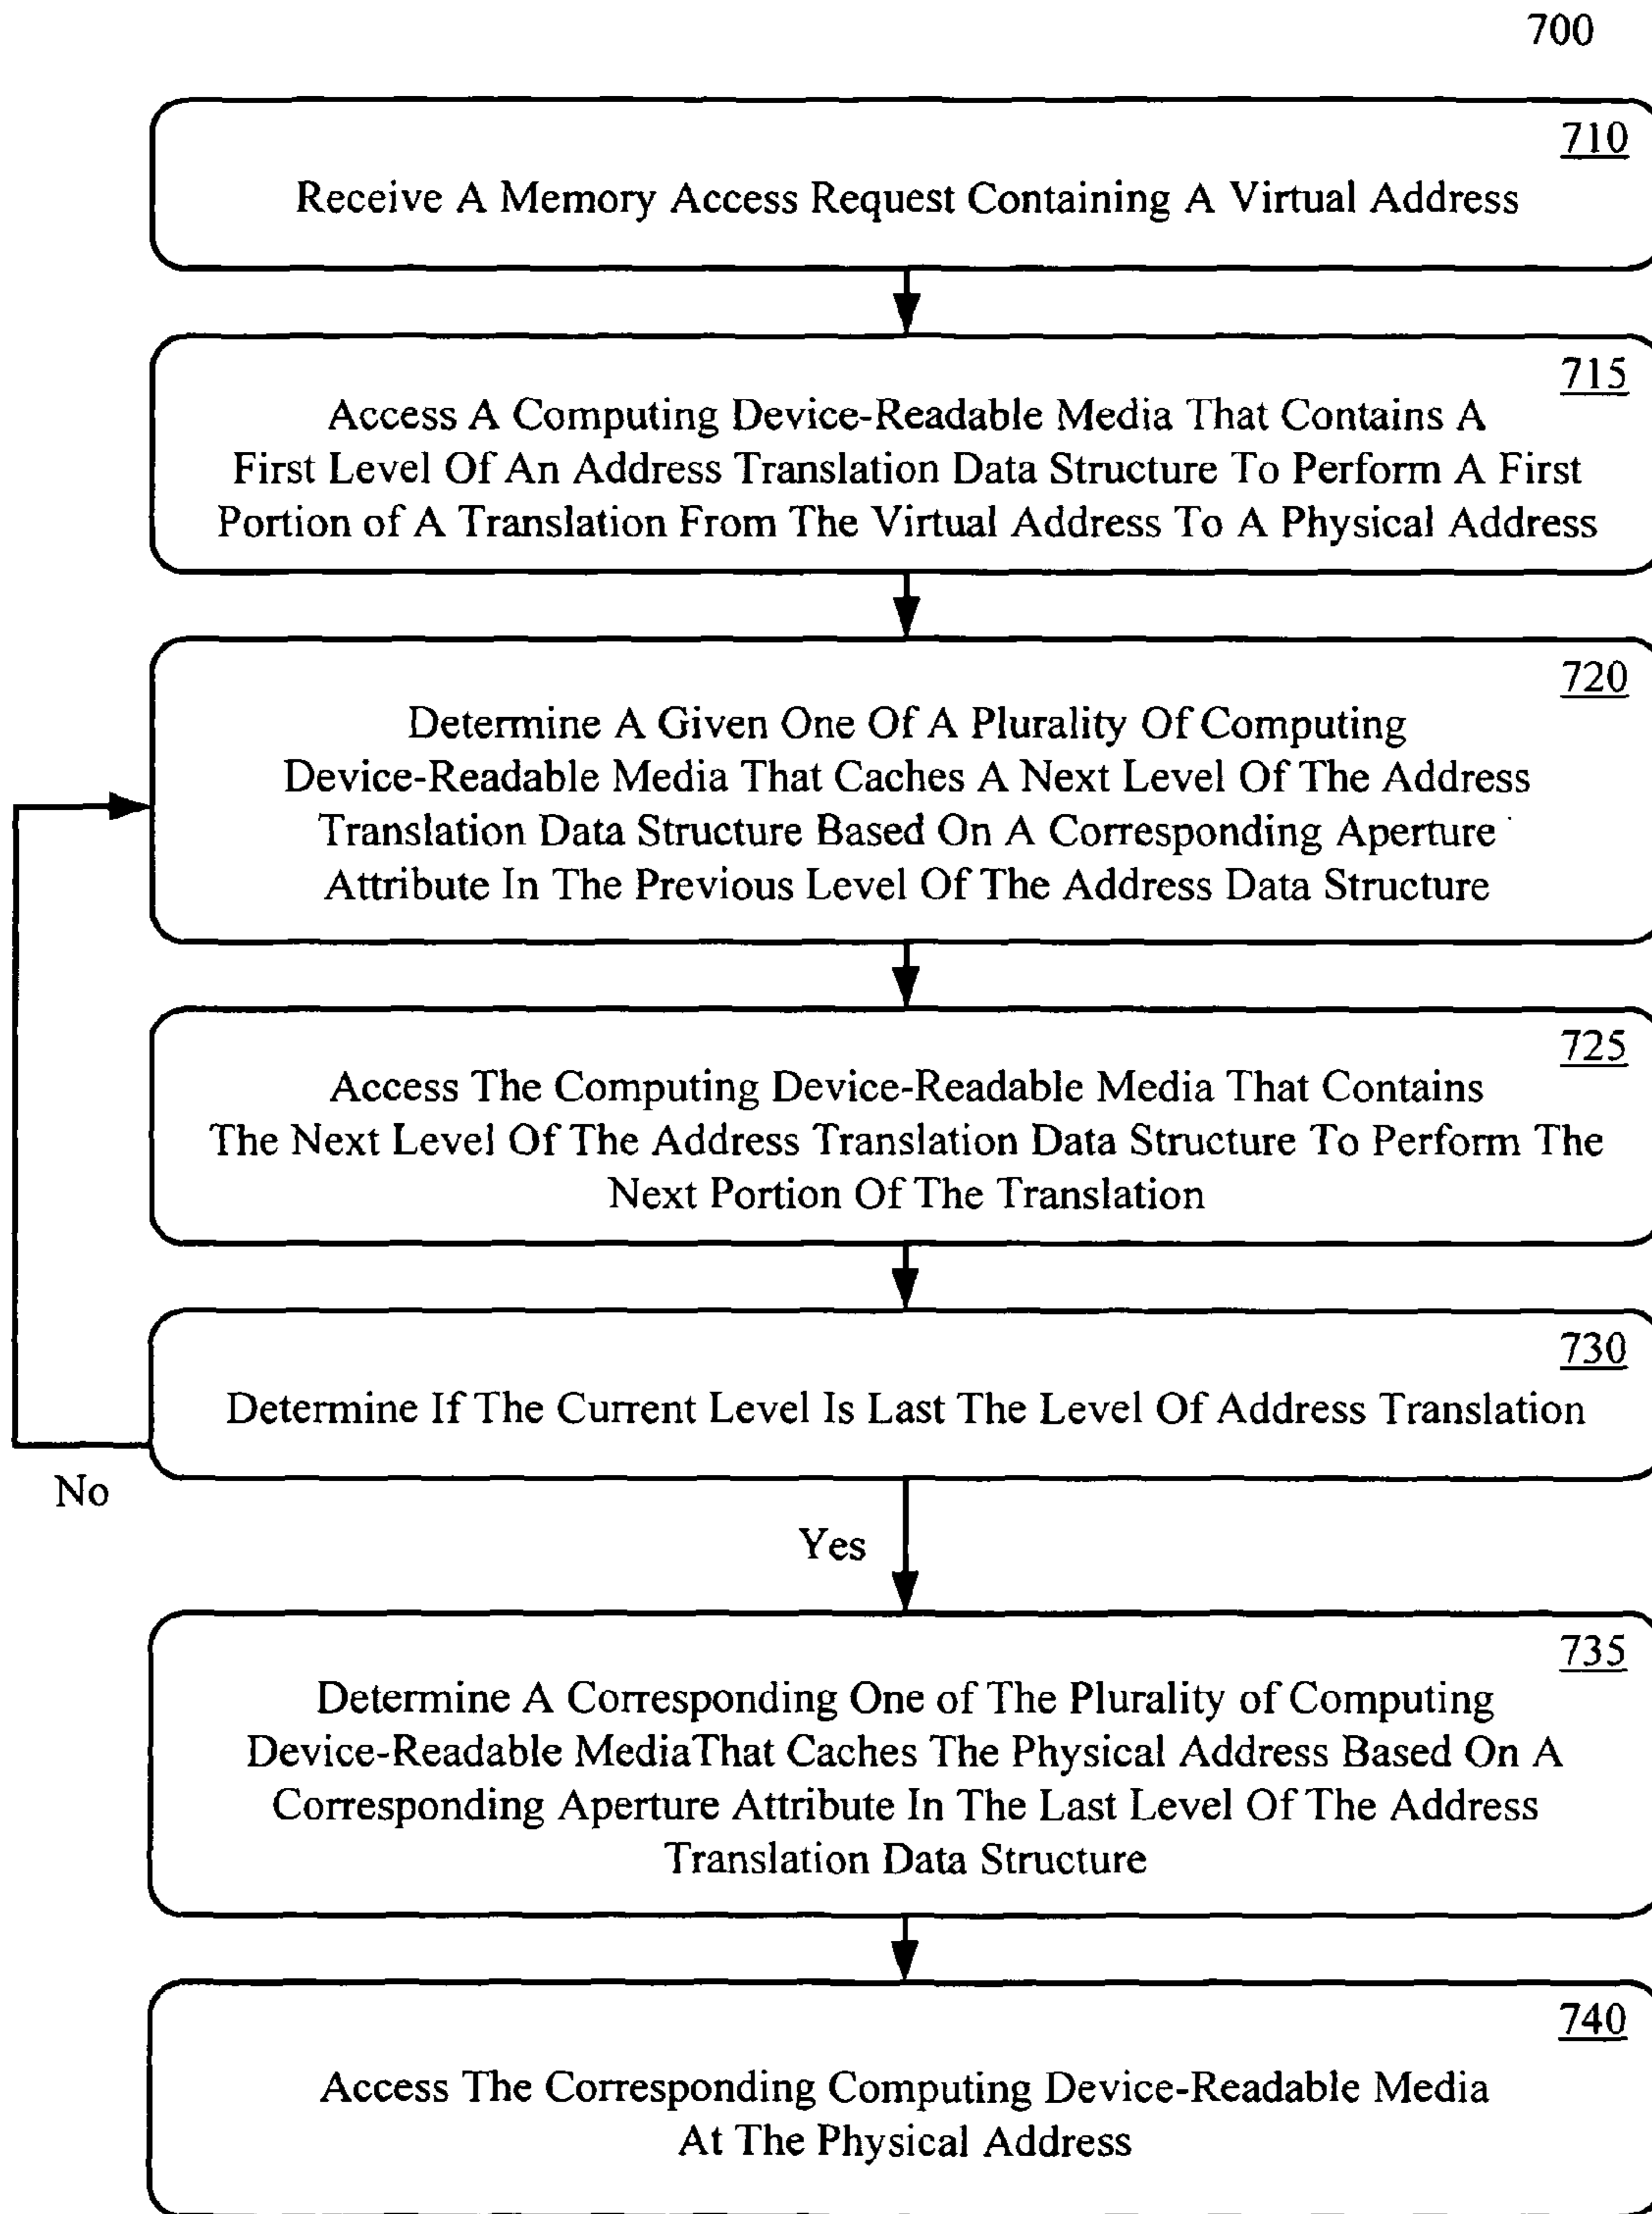 700
710
Receive A Memory Access Request Containing A Virtual Address
715
Access A Computing Device-Readable Media That Contains A
First Level Of An Address Translation Data Structure To Perform A First
Portion of A Translation From The Virtual Address To A Physical Address
720
Determine A Given One Of A Plurality Of Computing
Device-Readable Media That Caches A Next Level Of The Address
Translation Data Structure Based On A Corresponding Aperture
Attribute In The Previous Level Of The Address Data Structure
725
Access The Computing Device-Readable Media That Contains
The Next Level Of The Address Translation Data Structure To Perform The
Next Portion Of The Translation
730
Determine If The Current Level Is Last The Level Of Address Translation
No
Yes
735
Determine A Corresponding One of The Plurality of Computing
Device-Readable MediaThat Caches The Physical Address Based On A
Corresponding Aperture Attribute In The Last Level Of The Address
Translation Data Structure
740
Access The Corresponding Computing Device-Readable Media
At The Physical Address